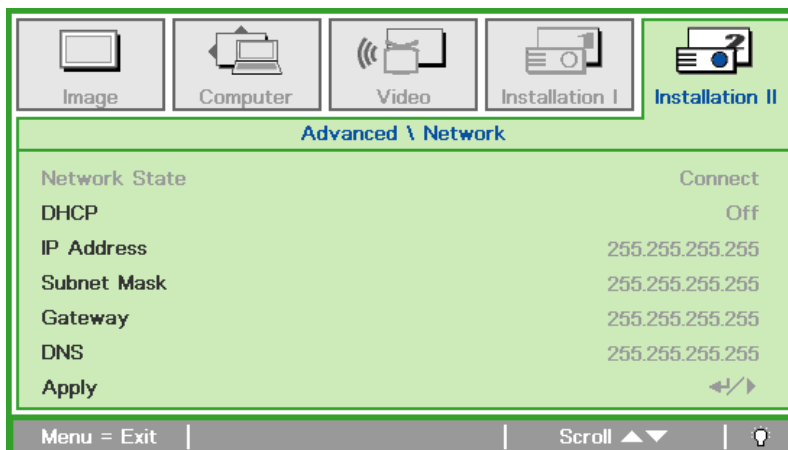 Image Computer Video Installation I Installation II
Advanced \ Network
Network State Connect
DHCP Off
IP Address 255.255.255.255
Subnet Mask 255.255.255.255
Gateway 255.255.255.255
DNS 255.255.255.255
Apply
Menu = Exit Scroll ▲▼